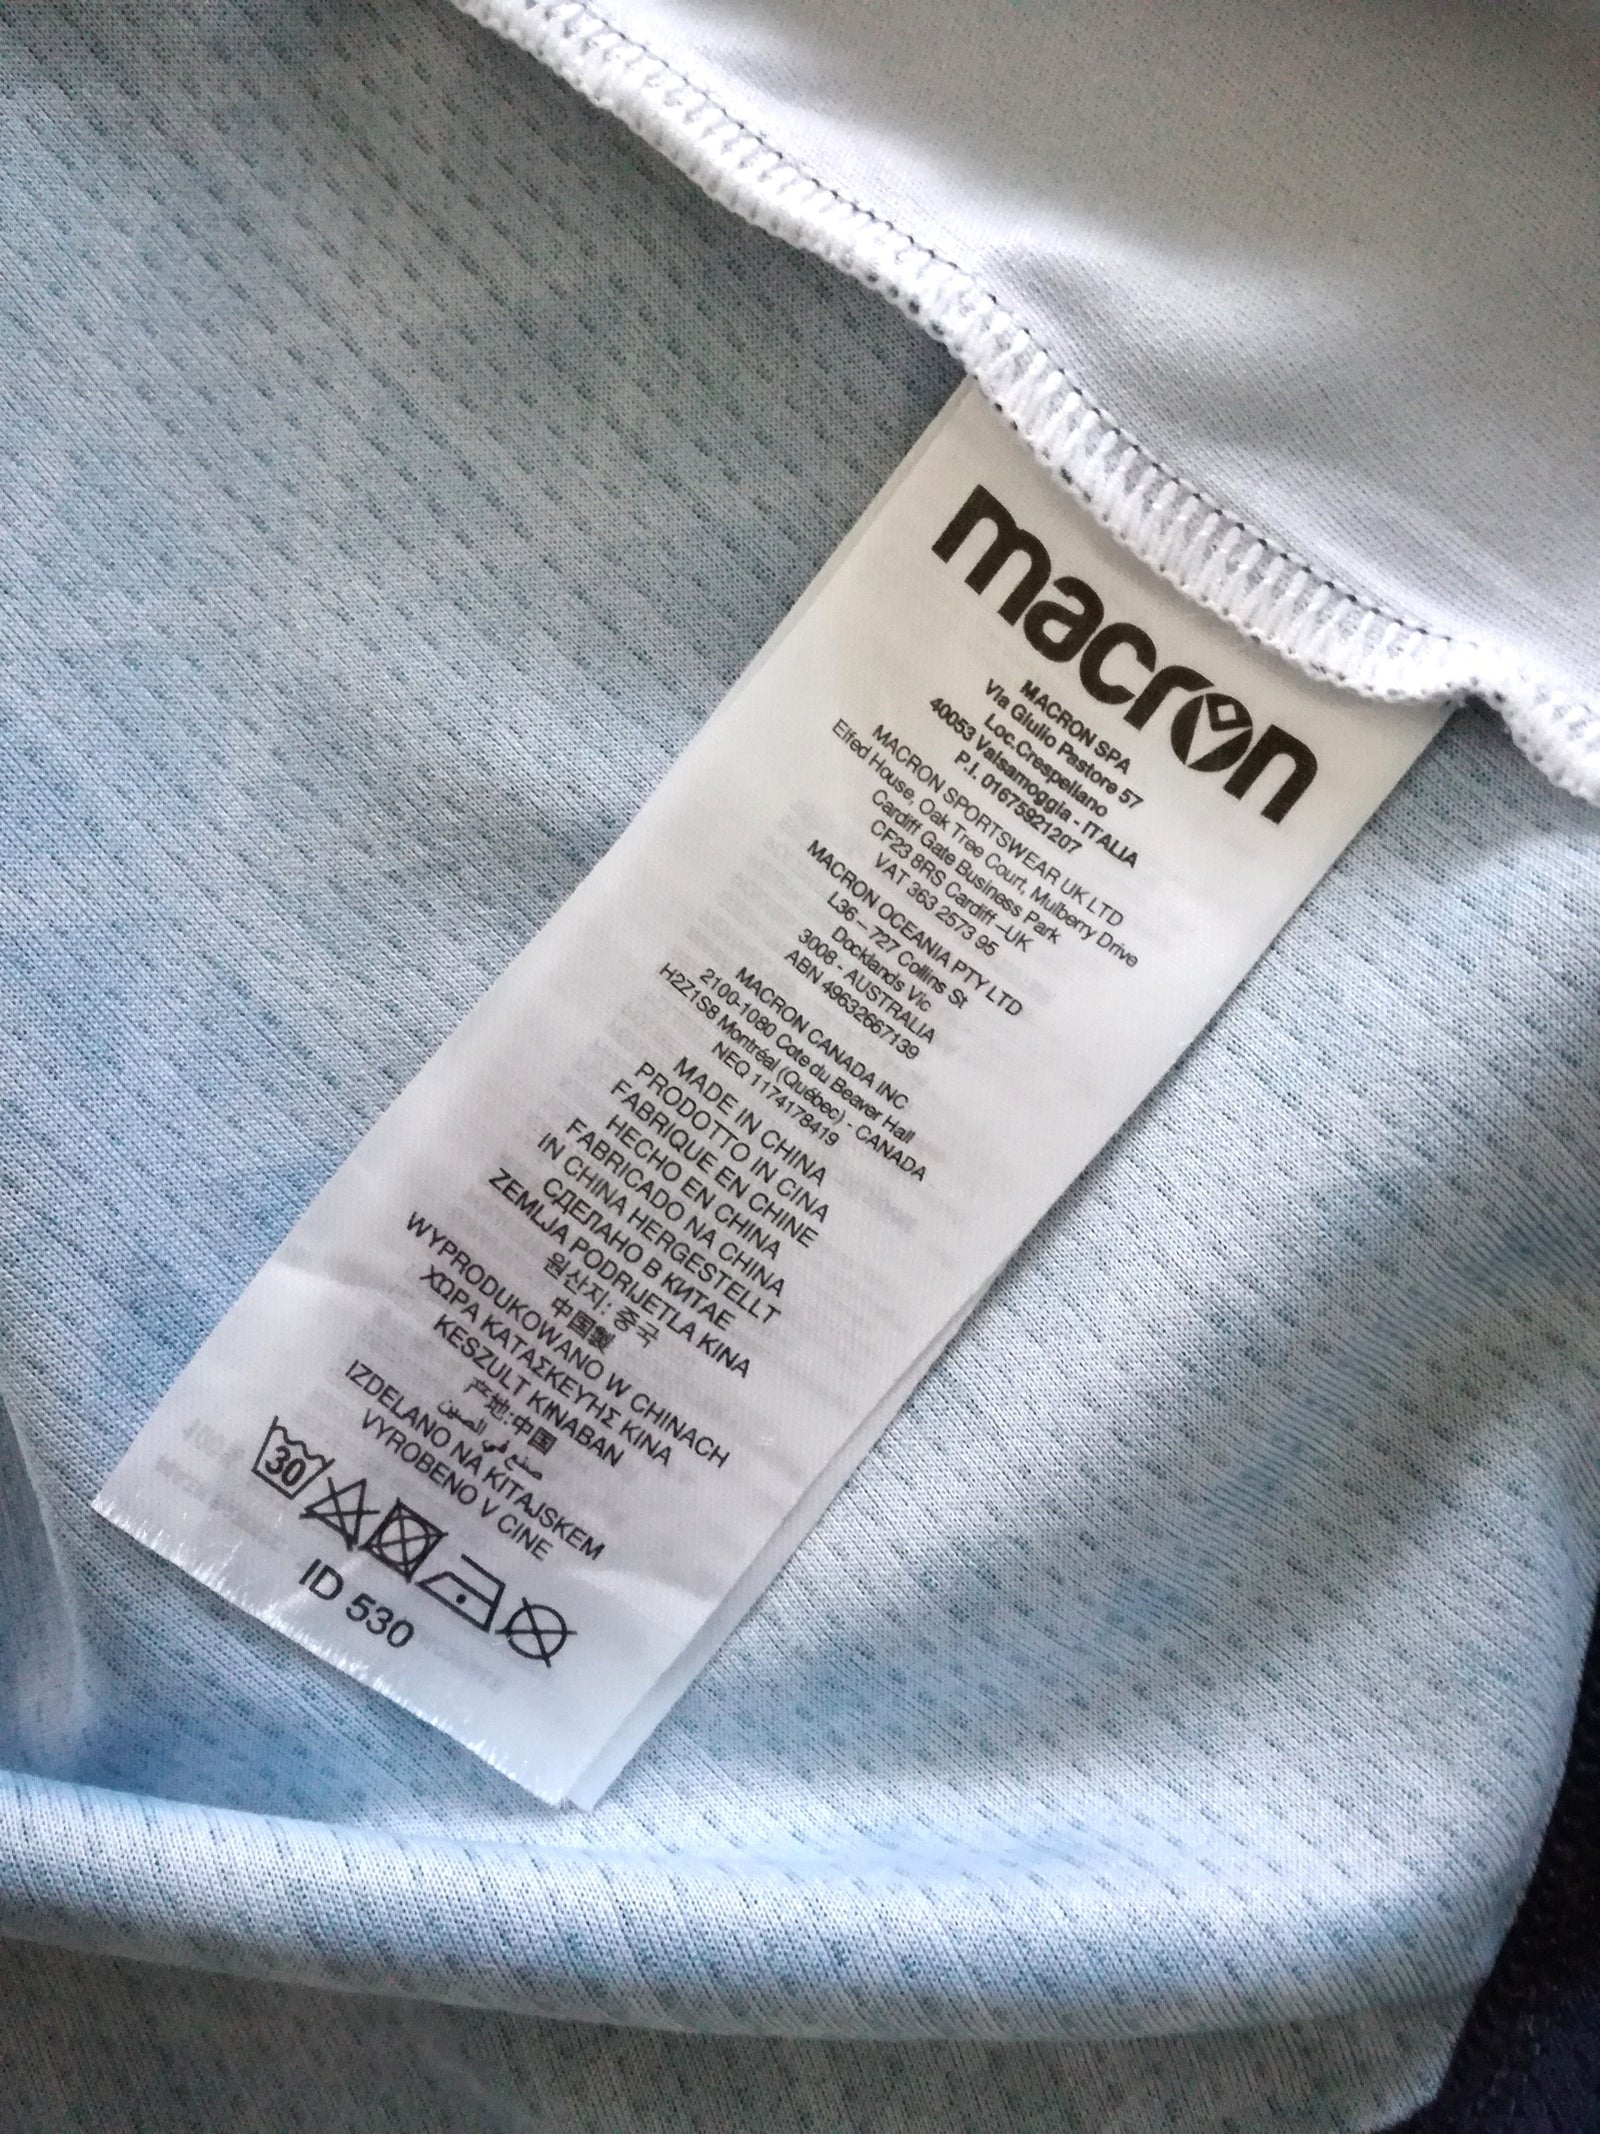 macron
MACRON SPA
Via Giulio Pastore 57
Loc.Crespellano
40053 Valsamoggia - ITALIA
P.I. 01675921207
MACRON SPORTSWEAR UK LTD
Elfed House, Oak Tree Court, Mulberry Drive
Cardiff Gate Business Park
CF23 8RS Cardiff –UK
VAT 363 2573 95
MACRON OCEANIA PTY LTD
L36 – 727 Collins St
Docklands Vic
3008 - AUSTRALIA
ABN 49632667139
MACRON CANADA INC
2100-1080 Cote du Beaver Hall
H2Z1S8 Montréal (Québec) - CANADA
NEQ 1174178419
MADE IN CHINA
PRODOTTO IN CINA
FABRIQUE EN CHINE
HECHO EN CHINA
FABRICADO NA CHINA
IN CHINA HERGESTELLT
СДЕЛАНО В КИТАЕ
ZEMLJA PODRIJETLA KINA
원산지: 중국
中国製
WYPRODUKOWANO W CHINACH
ΧΩΡΑ ΚΑΤΑΣΚΕΥΗΣ ΚΙΝΑ
KESZULT KINABAN
产地:中国
صنع في الصين
IZDELANO NA KITAJSKEM
VYROBENO V CINE
30
ID 530